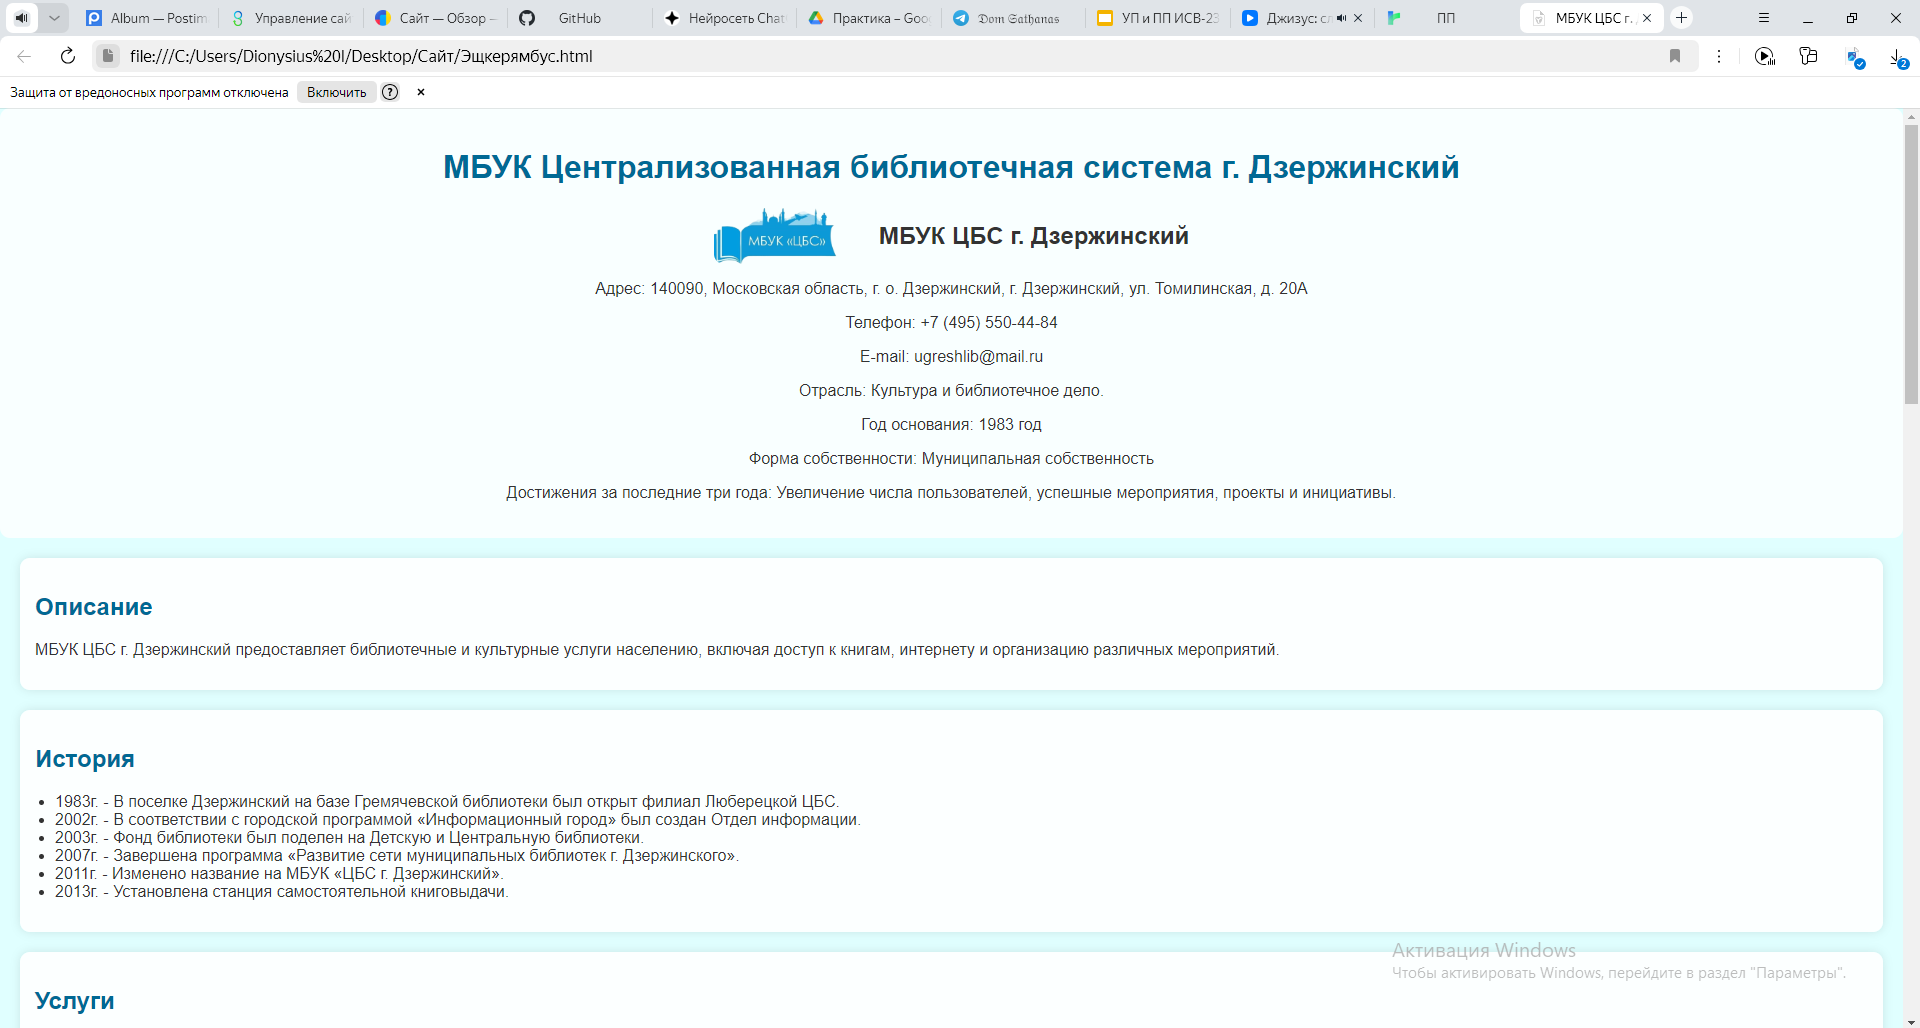 Album — Postim
Управление сай
Сайт — Обзор —
GitHub
Нейросеть Chat
Практика – Goo
𝔇𝔬𝔪 𝔖𝔞𝔱𝔥𝔞𝔫𝔞𝔰
УП и ПП ИСВ-23
Джизус: сл
ПП
МБУК ЦБС г. 
file:///C:/Users/Dionysius%20I/Desktop/Сайт/Эщкерямбус.html
2
Защита от вредоносных программ отключена Включить ?
МБУК Централизованная библиотечная система г. Дзержинский
МБУК «ЦБС»
МБУК ЦБС г. Дзержинский
Адрес: 140090, Московская область, г. о. Дзержинский, г. Дзержинский, ул. Томилинская, д. 20А
Телефон: +7 (495) 550-44-84
E-mail: ugreshlib@mail.ru
Отрасль: Культура и библиотечное дело.
Год основания: 1983 год
Форма собственности: Муниципальная собственность
Достижения за последние три года: Увеличение числа пользователей, успешные мероприятия, проекты и инициативы.
Описание
МБУК ЦБС г. Дзержинский предоставляет библиотечные и культурные услуги населению, включая доступ к книгам, интернету и организацию различных мероприятий.
История
1983г. - В поселке Дзержинский на базе Гремячевской библиотеки был открыт филиал Люберецкой ЦБС.
2002г. - В соответствии с городской программой «Информационный город» был создан Отдел информации.
2003г. - Фонд библиотеки был поделен на Детскую и Центральную библиотеки.
2007г. - Завершена программа «Развитие сети муниципальных библиотек г. Дзержинского».
2011г. - Изменено название на МБУК «ЦБС г. Дзержинский».
2013г. - Установлена станция самостоятельной книговыдачи.
Активация Windows
Чтобы активировать Windows, перейдите в раздел "Параметры".
Услуги